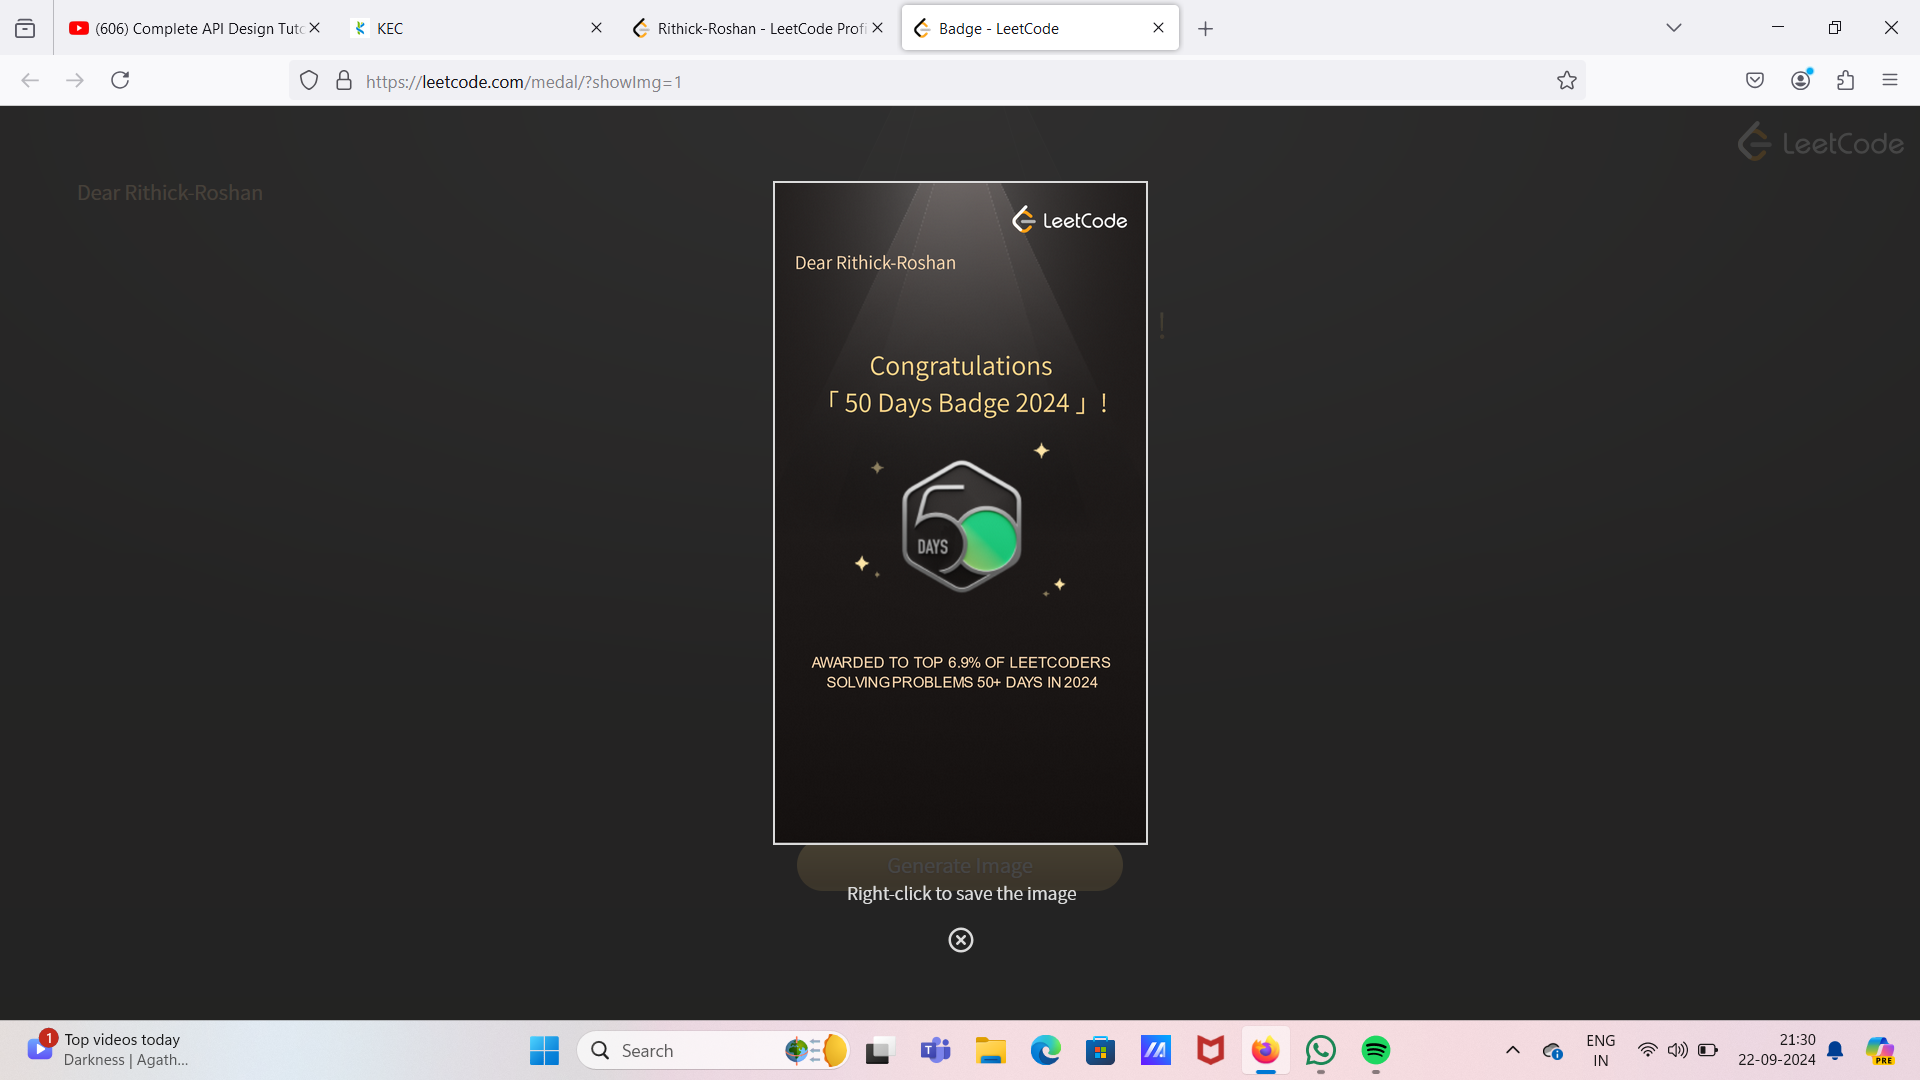 (606) Complete API Design Tuto
KEC
Rithick-Roshan - LeetCode Profi
Badge - LeetCode
https://leetcode.com/medal/?showImg=1
LeetCode
Dear Rithick-Roshan
LeetCode
Dear Rithick-Roshan
!
Congratulations
「 50 Days Badge 2024 」 !
50
DAYS
AWARDED TO TOP 6.9% OF LEETCODERS
SOLVING PROBLEMS 50+ DAYS IN 2024
Generate Image
Right-click to save the image
1
Top videos today
Darkness | Agath...
Search
ENG
IN
21:30
22-09-2024
PRE